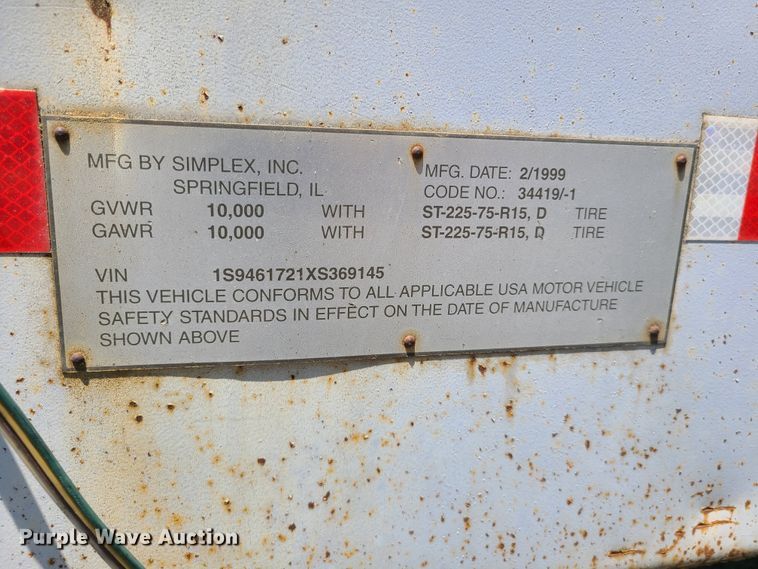 MFG BY SIMPLEX, INC.
SPRINGFIELD, IL
MFG. DATE: 2/1999
CODE NO.: 34419/-1
GVWR 10,000 WITH ST-225-75-R15, D TIRE
GAWR 10,000 WITH ST-225-75-R15, D TIRE
VIN 1S9461721XS369145
THIS VEHICLE CONFORMS TO ALL APPLICABLE USA MOTOR VEHICLE
SAFETY STANDARDS IN EFFECT ON THE DATE OF MANUFACTURE
SHOWN ABOVE
Purple Wave Auction